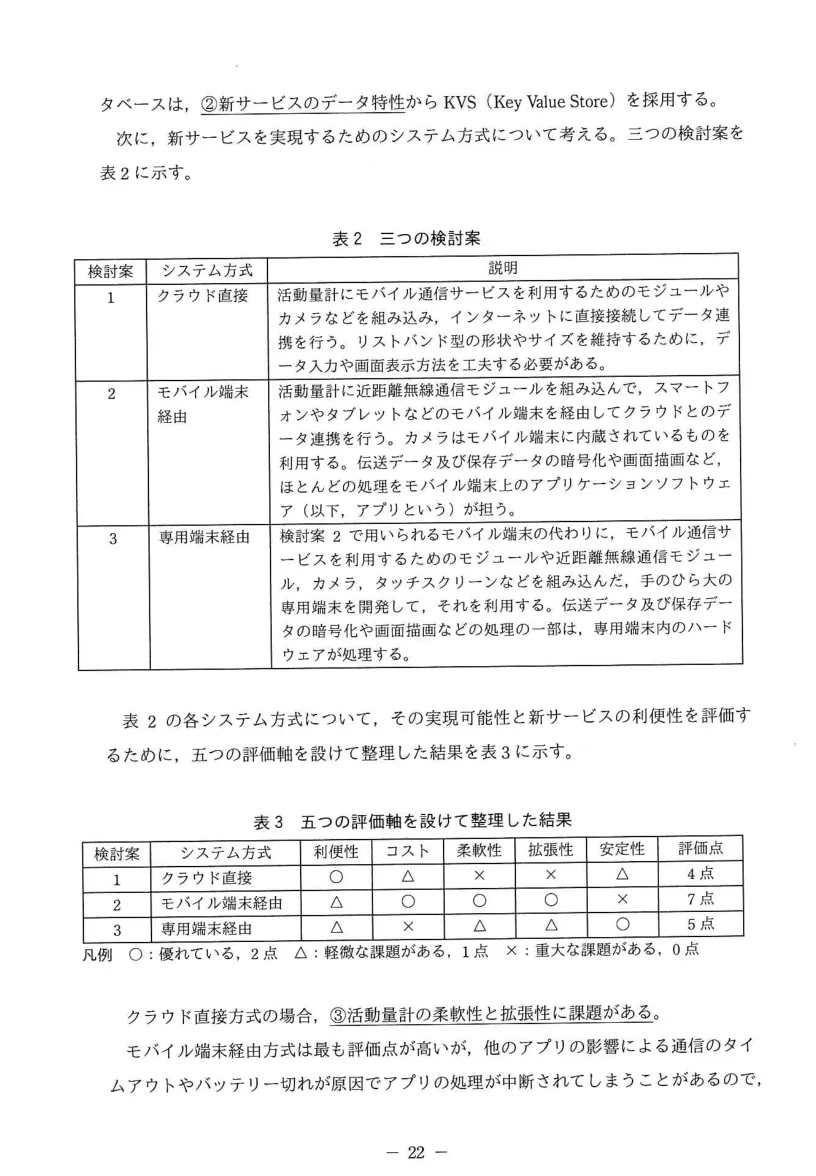 タベースは，②新サービスのデータ特性から KVS（Key Value Store）を採用する。
次に，新サービスを実現するためのシステム方式について考える。三つの検討案を
表 2 に示す。
表 2　三つの検討案
検討案　システム方式　説明
1　クラウド直接　活動量計にモバイル通信サービスを利用するためのモジュールや
カメラなどを組み込み，インターネットに直接接続してデータ連
携を行う。リストバンド型の形状やサイズを維持するために，デ
ータ入力や画面表示方法を工夫する必要がある。
2　モバイル端末　活動量計に近距離無線通信モジュールを組み込んで，スマートフ
経由　ォンやタブレットなどのモバイル端末を経由してクラウドとのデ
ータ連携を行う。カメラはモバイル端末に内蔵されているものを
利用する。伝送データ及び保存データの暗号化や画面描画など，
ほとんどの処理をモバイル端末上のアプリケーションソフトウェ
ア（以下，アプリという）が担う。
3　専用端末経由　検討案 2 で用いられるモバイル端末の代わりに，モバイル通信サ
ービスを利用するためのモジュールや近距離無線通信モジュー
ル，カメラ，タッチスクリーンなどを組み込んだ，手のひら大の
専用端末を開発して，それを利用する。伝送データ及び保存デー
タの暗号化や画面描画などの処理の一部は，専用端末内のハード
ウェアが処理する。
表 2 の各システム方式について，その実現可能性と新サービスの利便性を評価す
るために，五つの評価軸を設けて整理した結果を表 3 に示す。
表 3　五つの評価軸を設けて整理した結果
検討案　システム方式　利便性　コスト　柔軟性　拡張性　安定性　評価点
1　クラウド直接　○　△　×　×　△　4 点
2　モバイル端末経由　△　○　○　○　×　7 点
3　専用端末経由　△　×　△　△　○　5 点
凡例　○：優れている，2 点　△：軽微な課題がある，1 点　×：重大な課題がある，0 点
クラウド直接方式の場合，③活動量計の柔軟性と拡張性に課題がある。
モバイル端末経由方式は最も評価点が高いが，他のアプリの影響による通信のタイ
ムアウトやバッテリー切れが原因でアプリの処理が中断されてしまうことがあるので，
― 22 ―